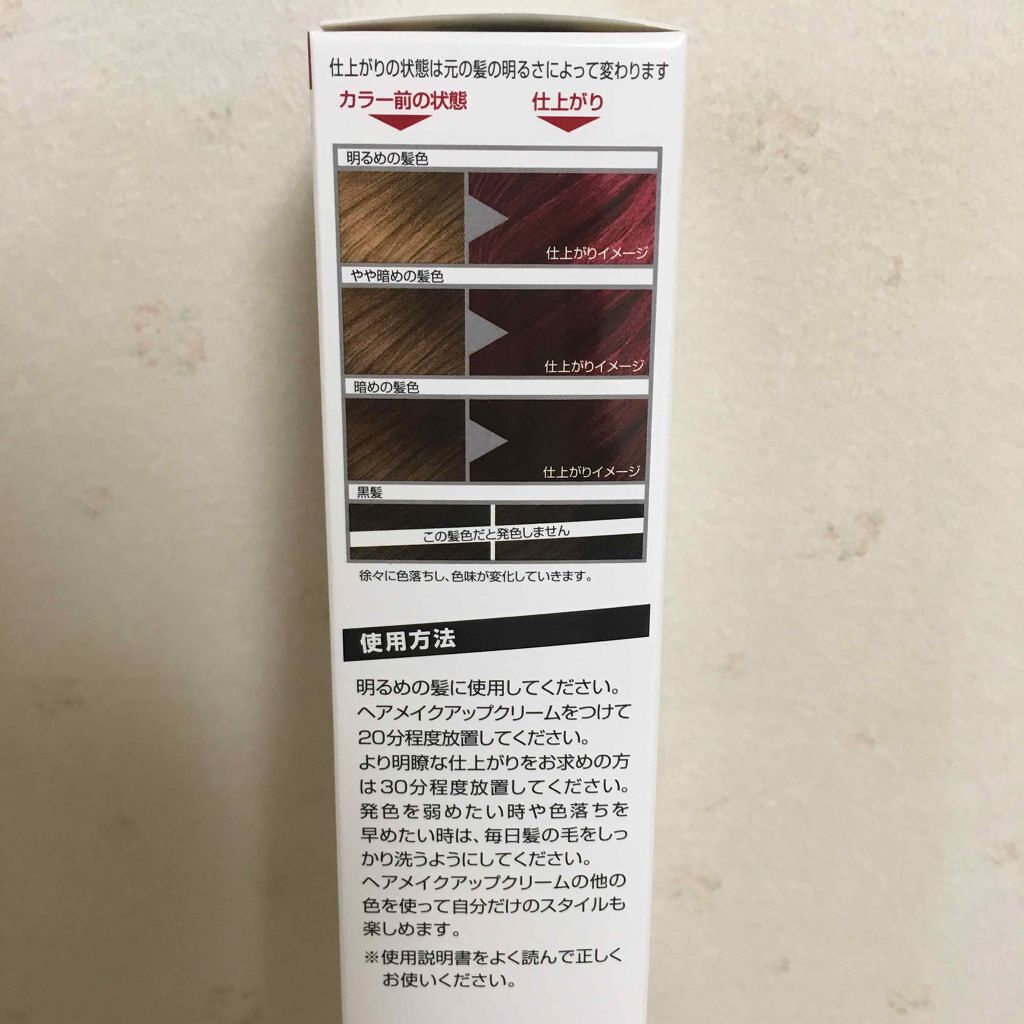 仕上がりの状態は元の髪の明るさによって変わります
カラー前の状態 仕上がり
明るめの髪色
仕上がりイメージ
やや暗めの髪色
仕上がりイメージ
暗めの髪色
仕上がりイメージ
黒髪
この髪色だと発色しません
徐々に色落ちし、色味が変化していきます。
使用方法
明るめの髪に使用してください。
ヘアメイクアップクリームをつけて
20分程度放置してください。
より明瞭な仕上がりをお求めの方
は30分程度放置してください。
発色を弱めたい時や色落ちを
早めたい時は、毎日髪の毛をしっ
かり洗うようにしてください。
ヘアメイクアップクリームの他の
色を使って自分だけのスタイルも
楽しめます。
※使用説明書をよく読んで正しく
お使いください。